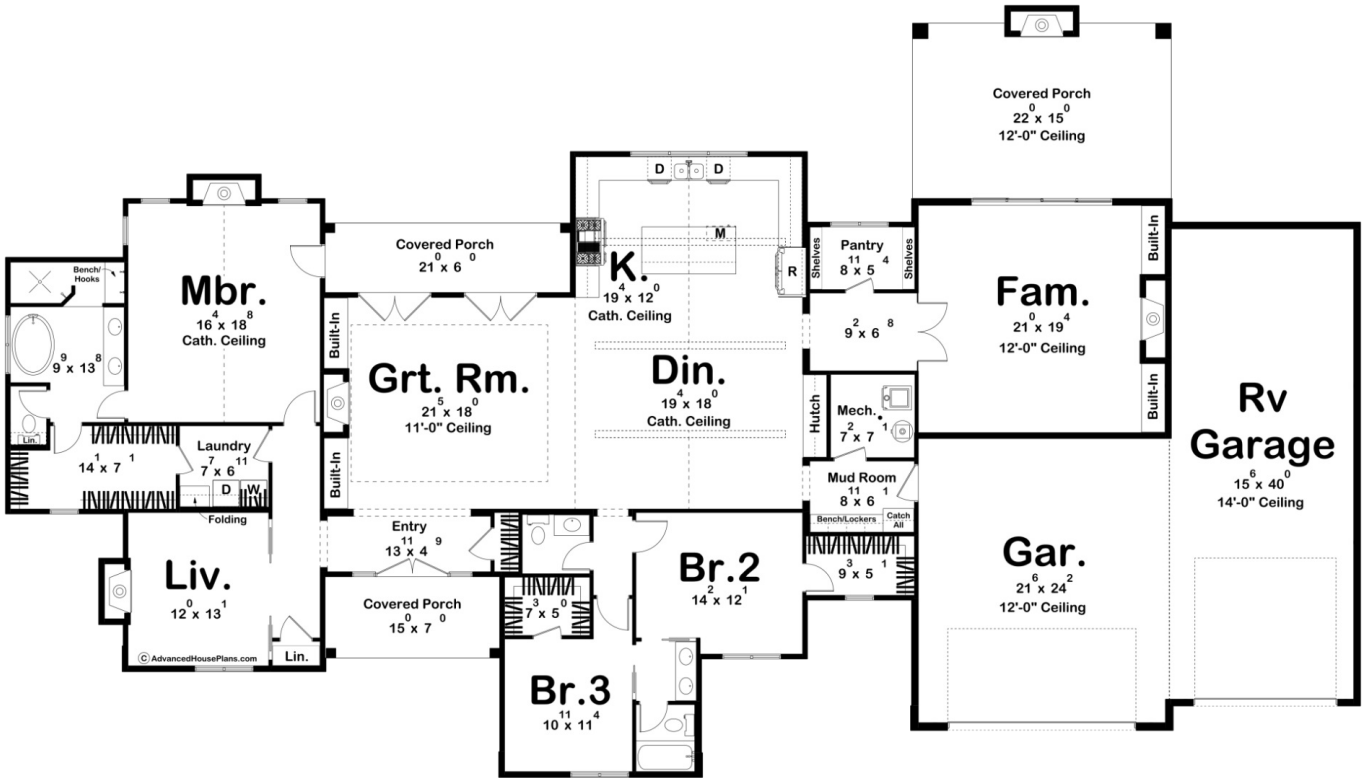 Covered Porch
22⁰ x 15⁰
12'-0" Ceiling
D
D
M
K.
19⁴ x 12⁰
Cath. Ceiling
R
Covered Porch
21⁰ x 6⁰
Bench/
Hooks
Mbr.
16⁴ x 18⁸
Cath. Ceiling
9⁹ x 13⁸
Lin.
Shelves
Pantry
8¹¹ x 5⁴
Shelves
9² x 6⁸
Built-In
Fam.
21⁰ x 19⁴
12'-0" Ceiling
Built-In
Built-In
Grt. Rm.
21⁵ x 18⁰
11'-0" Ceiling
Built-In
Din.
19⁴ x 18⁰
Cath. Ceiling
Hutch
Mech.
7² x 7¹
Rv
Garage
15⁶ x 40⁰
14'-0" Ceiling
14¹ x 7¹
Laundry
7⁷ x 6¹¹
D
W
Folding
Mud Room
8¹¹ x 6¹
Bench/Lockers
Catch
All
Entry
13¹¹ x 4⁹
Liv.
12⁰ x 13¹
Lin.
© AdvancedHousePlans.com
Covered Porch
15⁰ x 7⁰
7³ x 5⁰
Br.2
14² x 12¹
9³ x 5¹
Gar.
21⁶ x 24²
12'-0" Ceiling
Br.3
10¹¹ x 11⁴